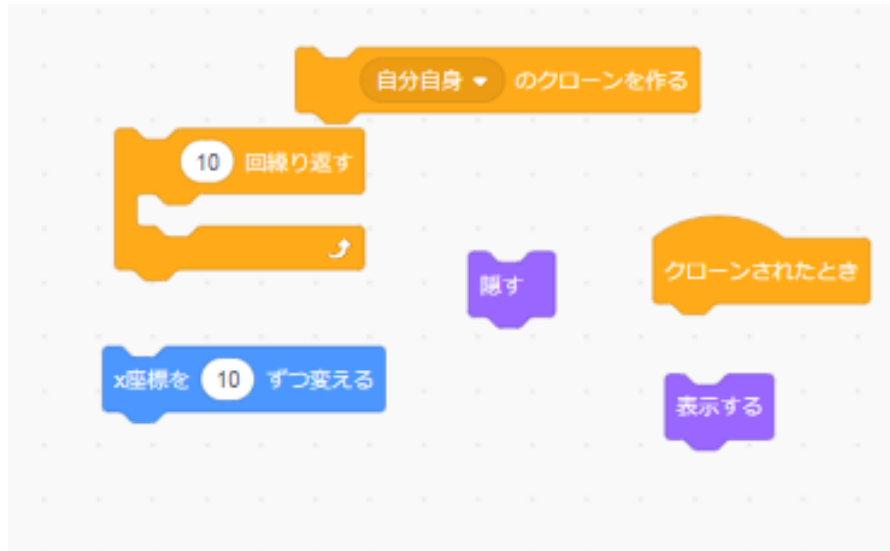 自分自身 のクローンを作る
10 回繰り返す
隠す
クローンされたとき
x座標を 10 ずつ変える
表示する